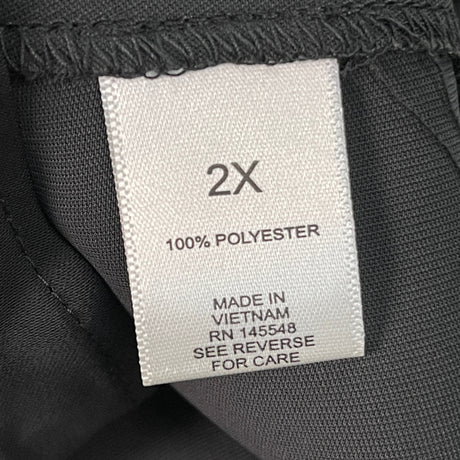 2X
100% POLYESTER
MADE IN
VIETNAM
RN 145548
SEE REVERSE
FOR CARE